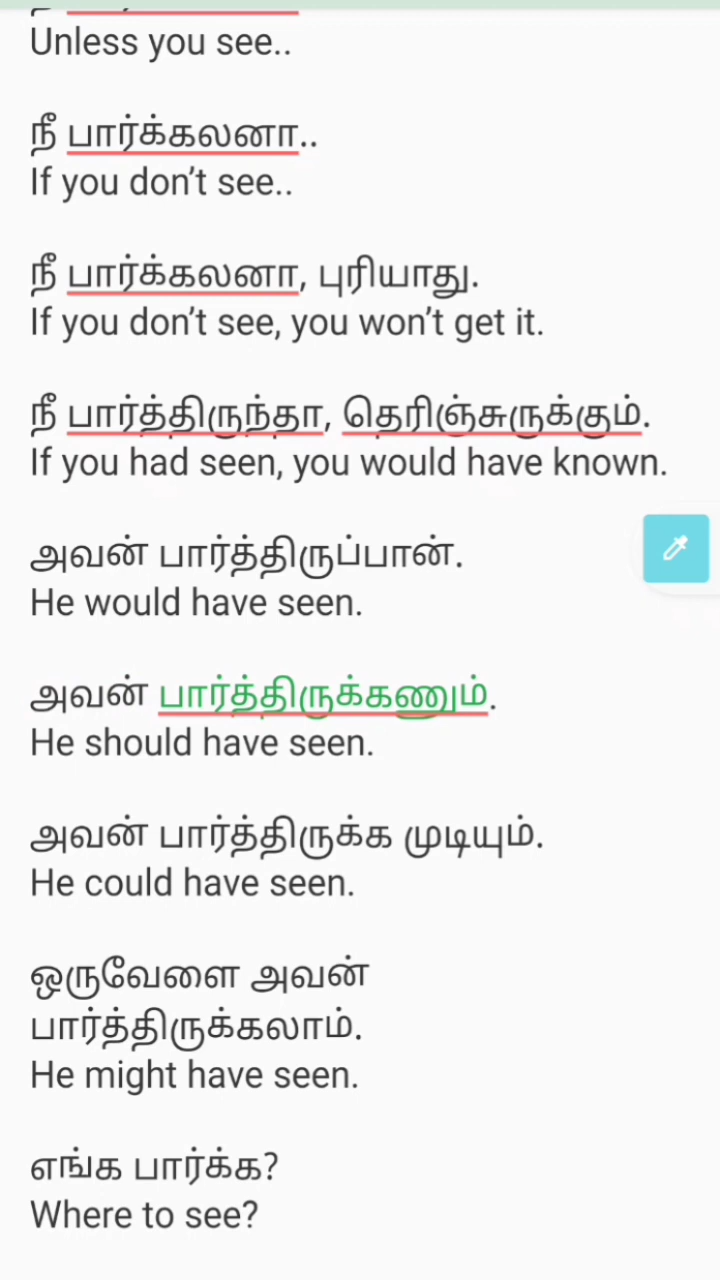 Unless you see..
நீ பார்க்கலனா..
If you don’t see..
நீ பார்க்கலனா, புரியாது.
If you don’t see, you won’t get it.
நீ பார்த்திருந்தா, தெரிஞ்சுருக்கும்.
If you had seen, you would have known.
அவன் பார்த்திருப்பான்.
He would have seen.
அவன் பார்த்திருக்கணும்.
He should have seen.
அவன் பார்த்திருக்க முடியும்.
He could have seen.
ஒருவேளை அவன்
பார்த்திருக்கலாம்.
He might have seen.
எங்க பார்க்க?
Where to see?